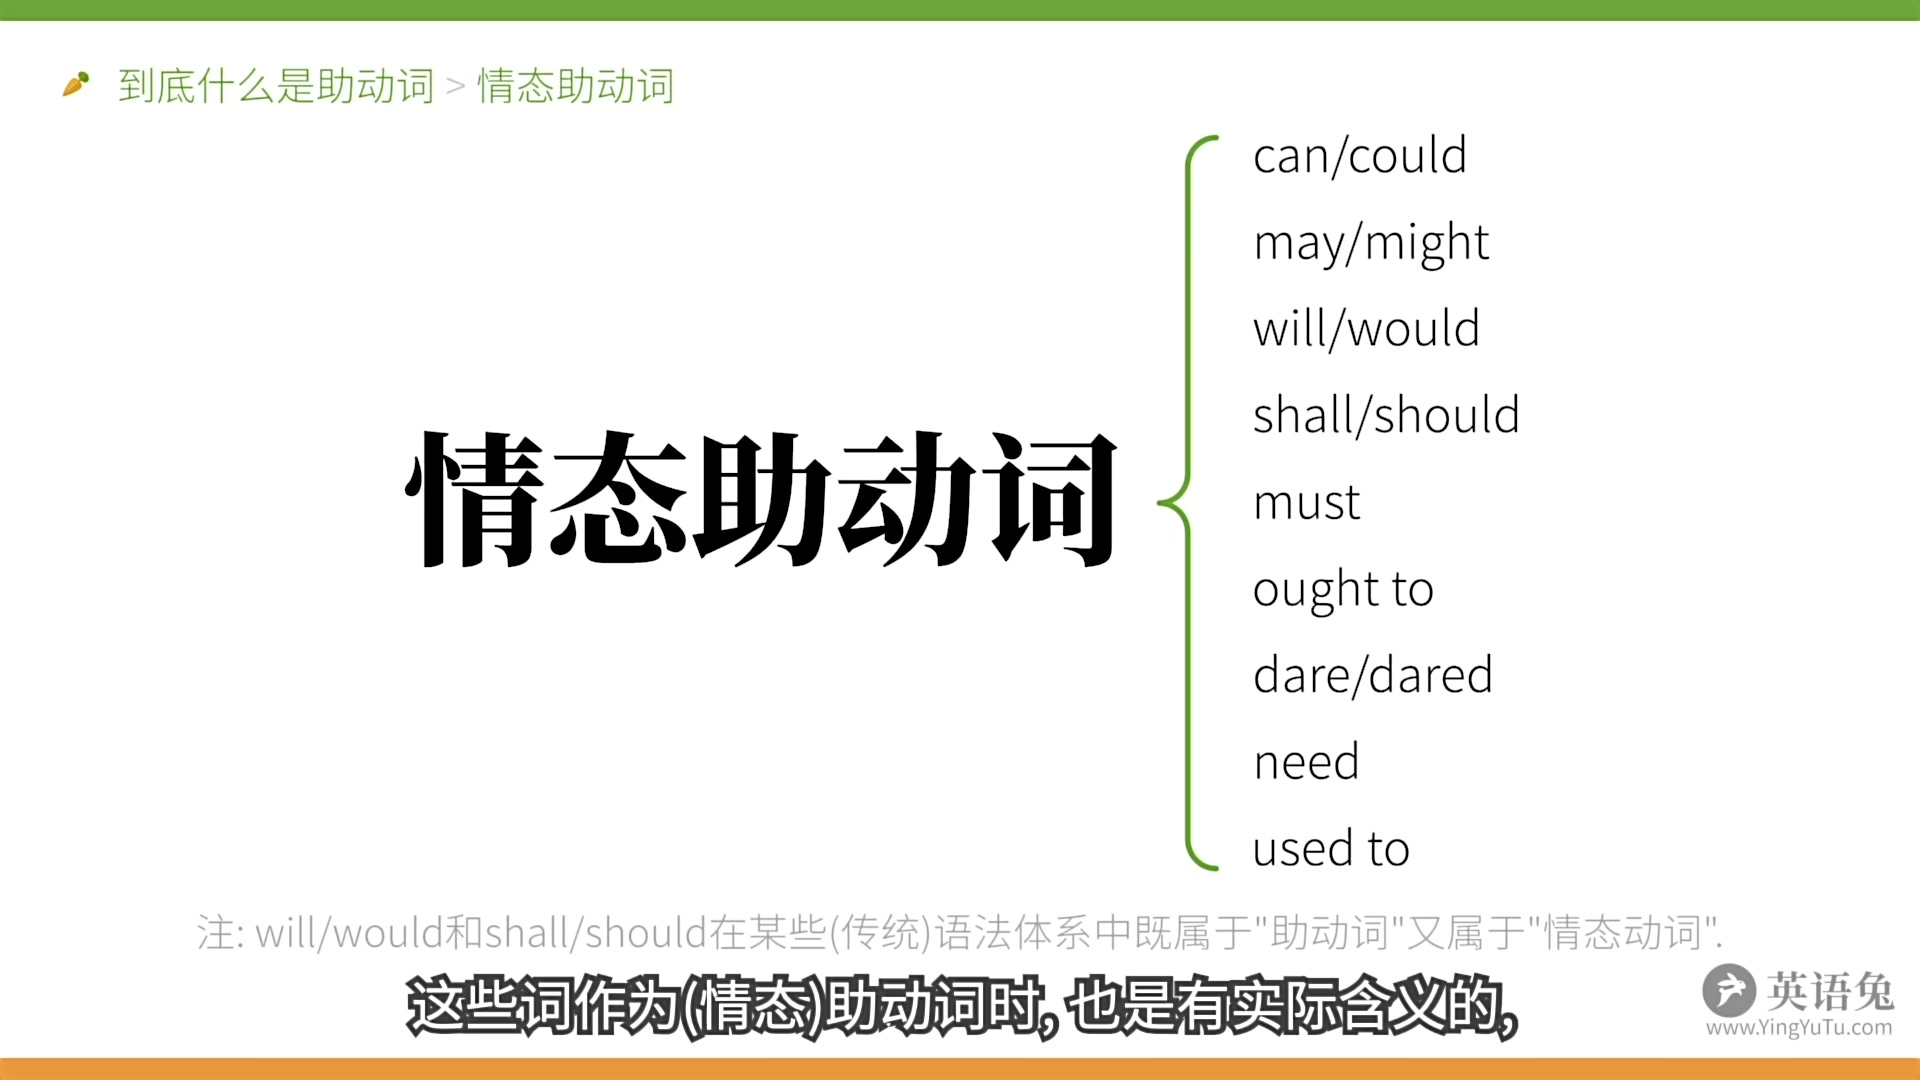 到底什么是助动词 > 情态助动词
can/could
may/might
will/would
shall/should
情态助动词
must
ought to
dare/dared
need
used to
注: will/would和shall/should在某些(传统)语法体系中既属于"助动词"又属于"情态动词".
这些词作为(情态)助动词时, 也是有实际含义的,
英语兔
www.YingYuTu.com